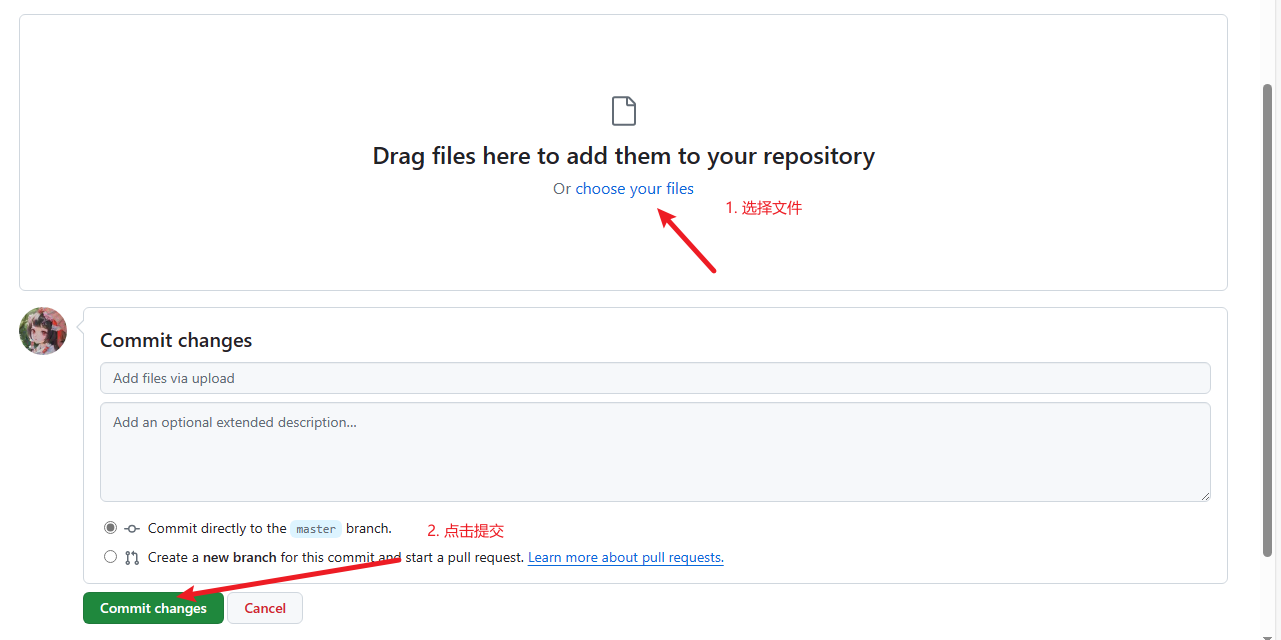 Drag files here to add them to your repository
Or choose your files
1. 选择文件
Commit changes
Add files via upload
Add an optional extended description...
Commit directly to the master branch.
2. 点击提交
Create a new branch for this commit and start a pull request. Learn more about pull requests.
Commit changes
Cancel